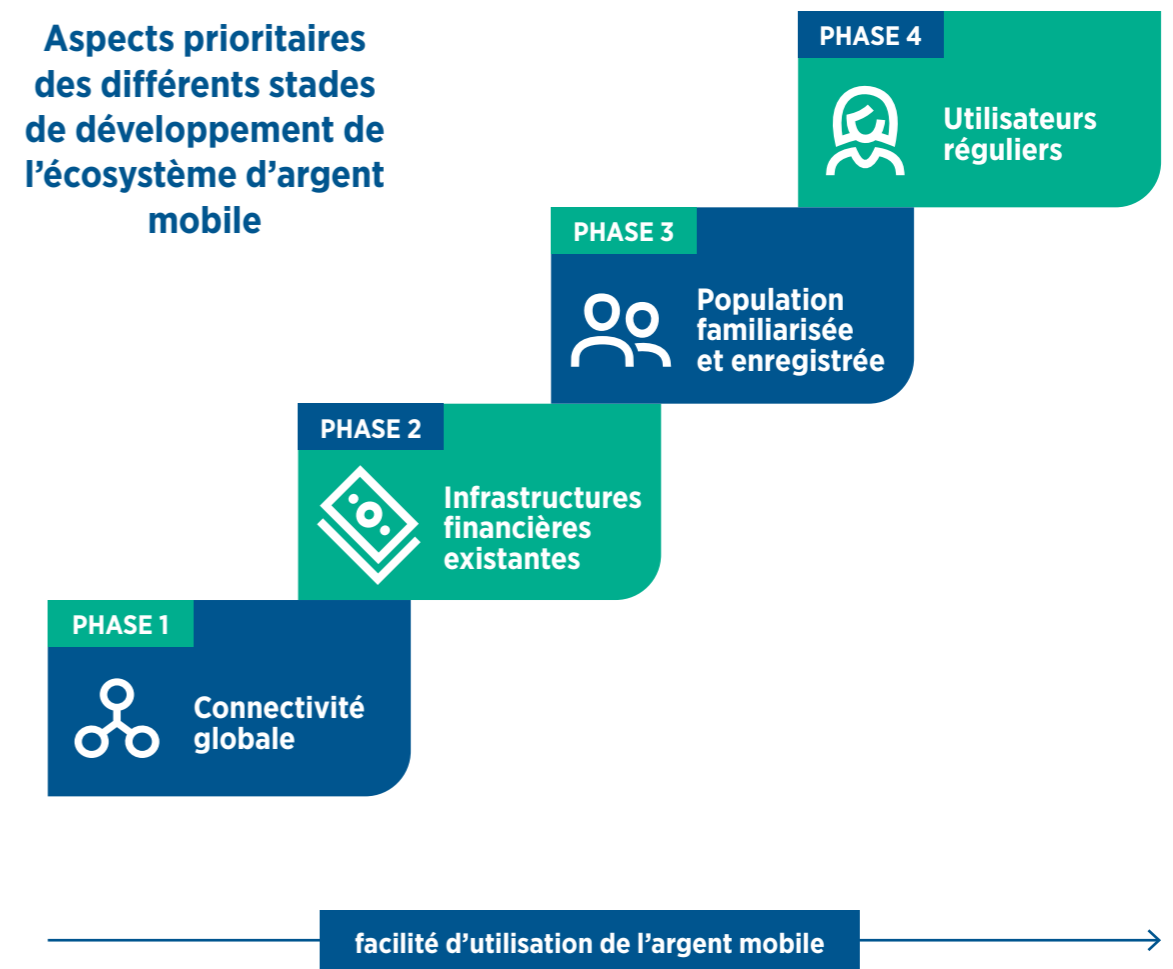 Aspects prioritaires
des différents stades
de développement de
l’écosystème d’argent
mobile
PHASE 4
Utilisateurs
réguliers
PHASE 3
Population
familiarisée
et enregistrée
PHASE 2
Infrastructures
financières
existantes
PHASE 1
Connectivité
globale
facilité d’utilisation de l’argent mobile